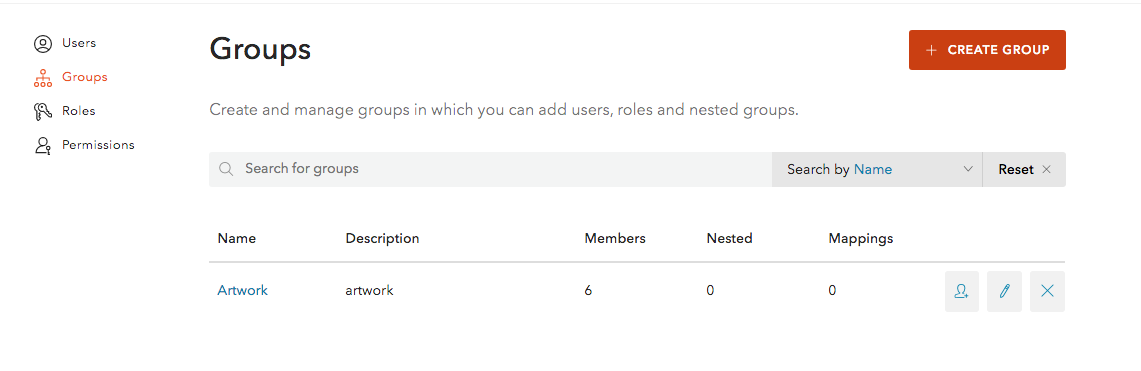 Users
Groups
Roles
Permissions
Groups
+ CREATE GROUP
Create and manage groups in which you can add users, roles and nested groups.
Search for groups
Search by Name
Reset
Name Description Members Nested Mappings
Artwork artwork 6 0 0